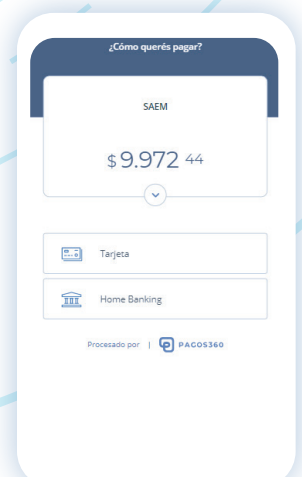 ¿Cómo querés pagar?
SAEM
$ 9.972 44
Tarjeta
Home Banking
Procesado por | PAGOS360